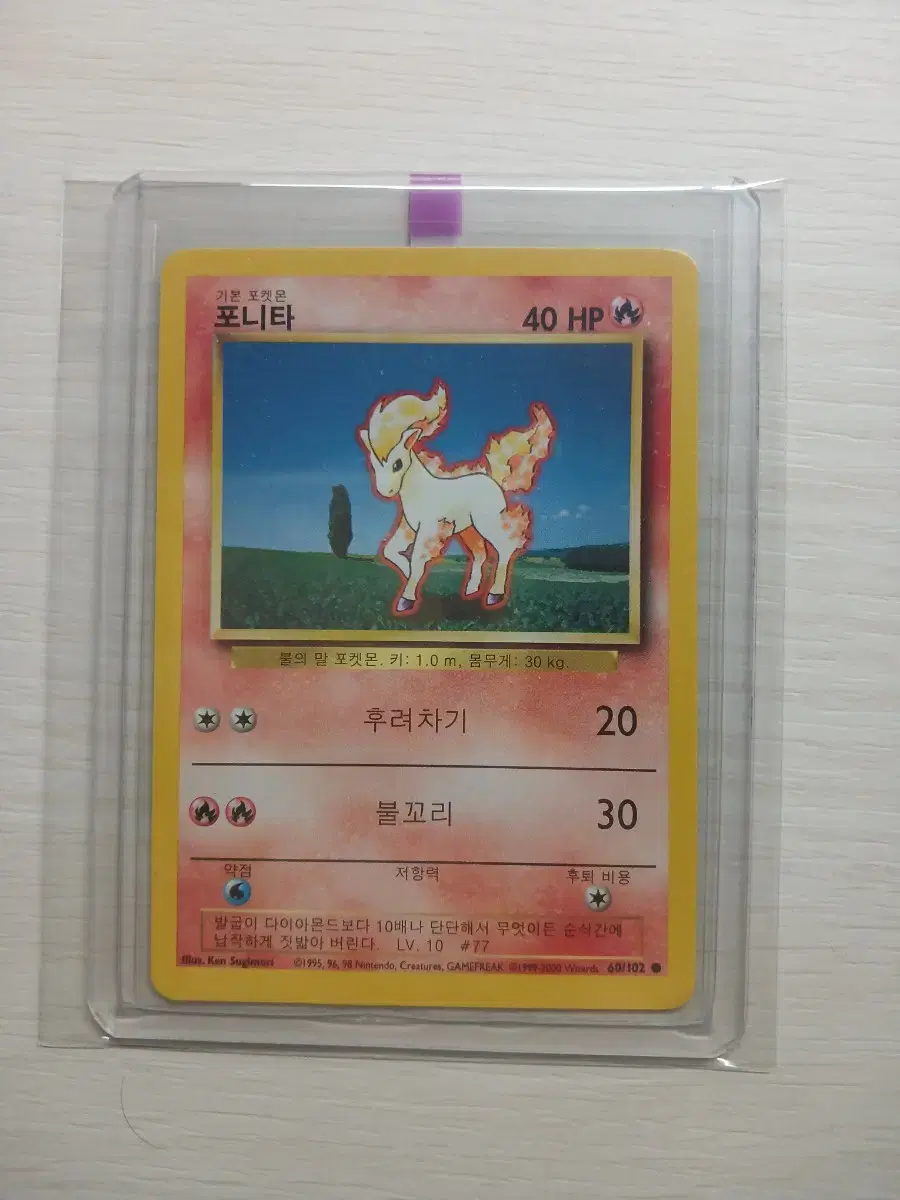 기본 포켓몬
포니타
40 HP
불의 말 포켓몬. 키: 1.0 m, 몸무게: 30 kg.
후려차기 20
불꼬리 30
약점 저항력 후퇴 비용
발굽이 다이아몬드보다 10배나 단단해서 무엇이든 순식간에
납작하게 짓밟아 버린다. LV. 10 #77
Illus. Ken Sugimori ©1995, 96, 98 Nintendo, Creatures, GAMEFREAK ©1999-2000 Wizards 60/102